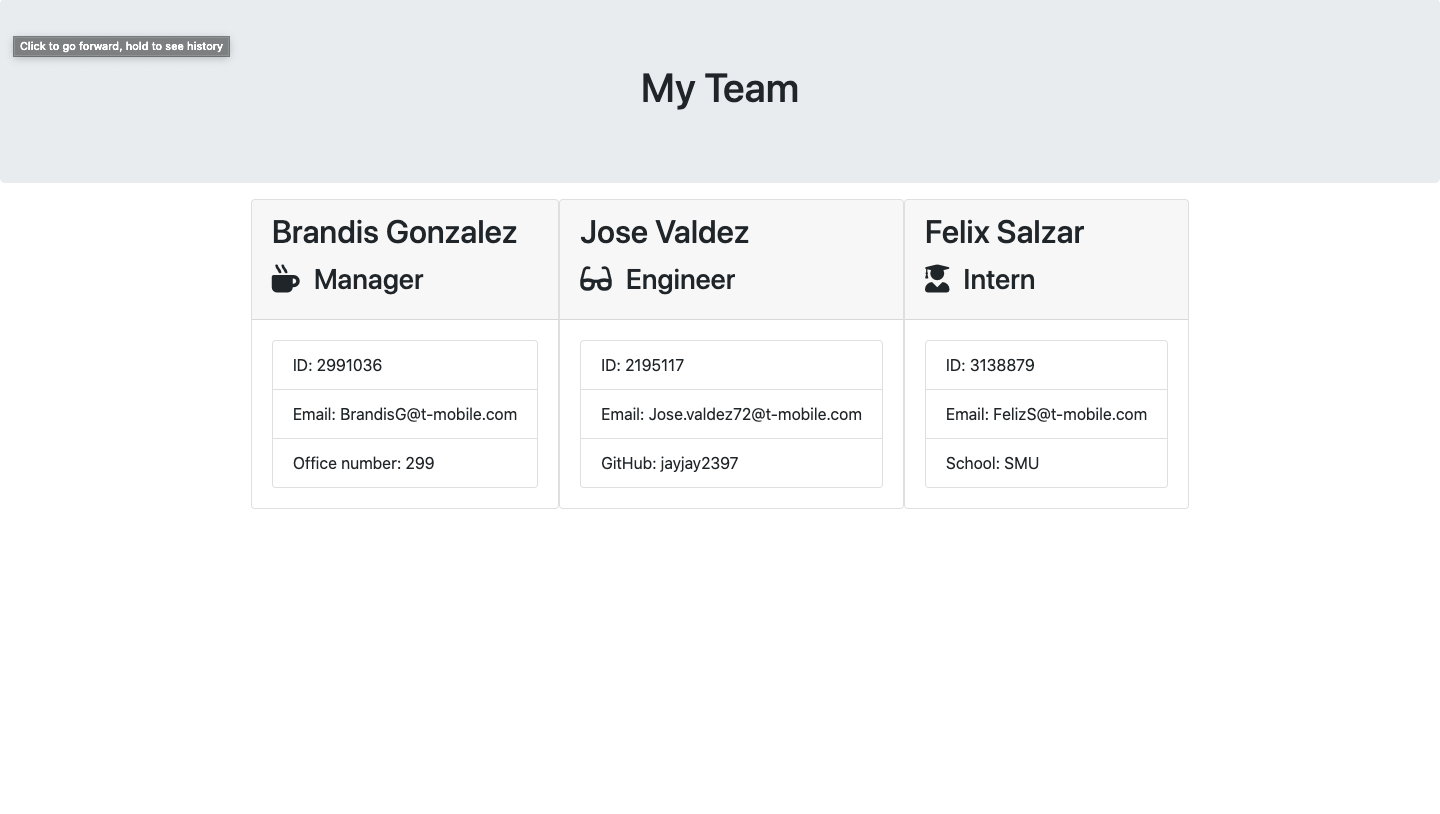 Click to go forward, hold to see history
My Team
Brandis Gonzalez
Manager
ID: 2991036
Email: BrandisG@t-mobile.com
Office number: 299
Jose Valdez
Engineer
ID: 2195117
Email: Jose.valdez72@t-mobile.com
GitHub: jayjay2397
Felix Salzar
Intern
ID: 3138879
Email: FelizS@t-mobile.com
School: SMU